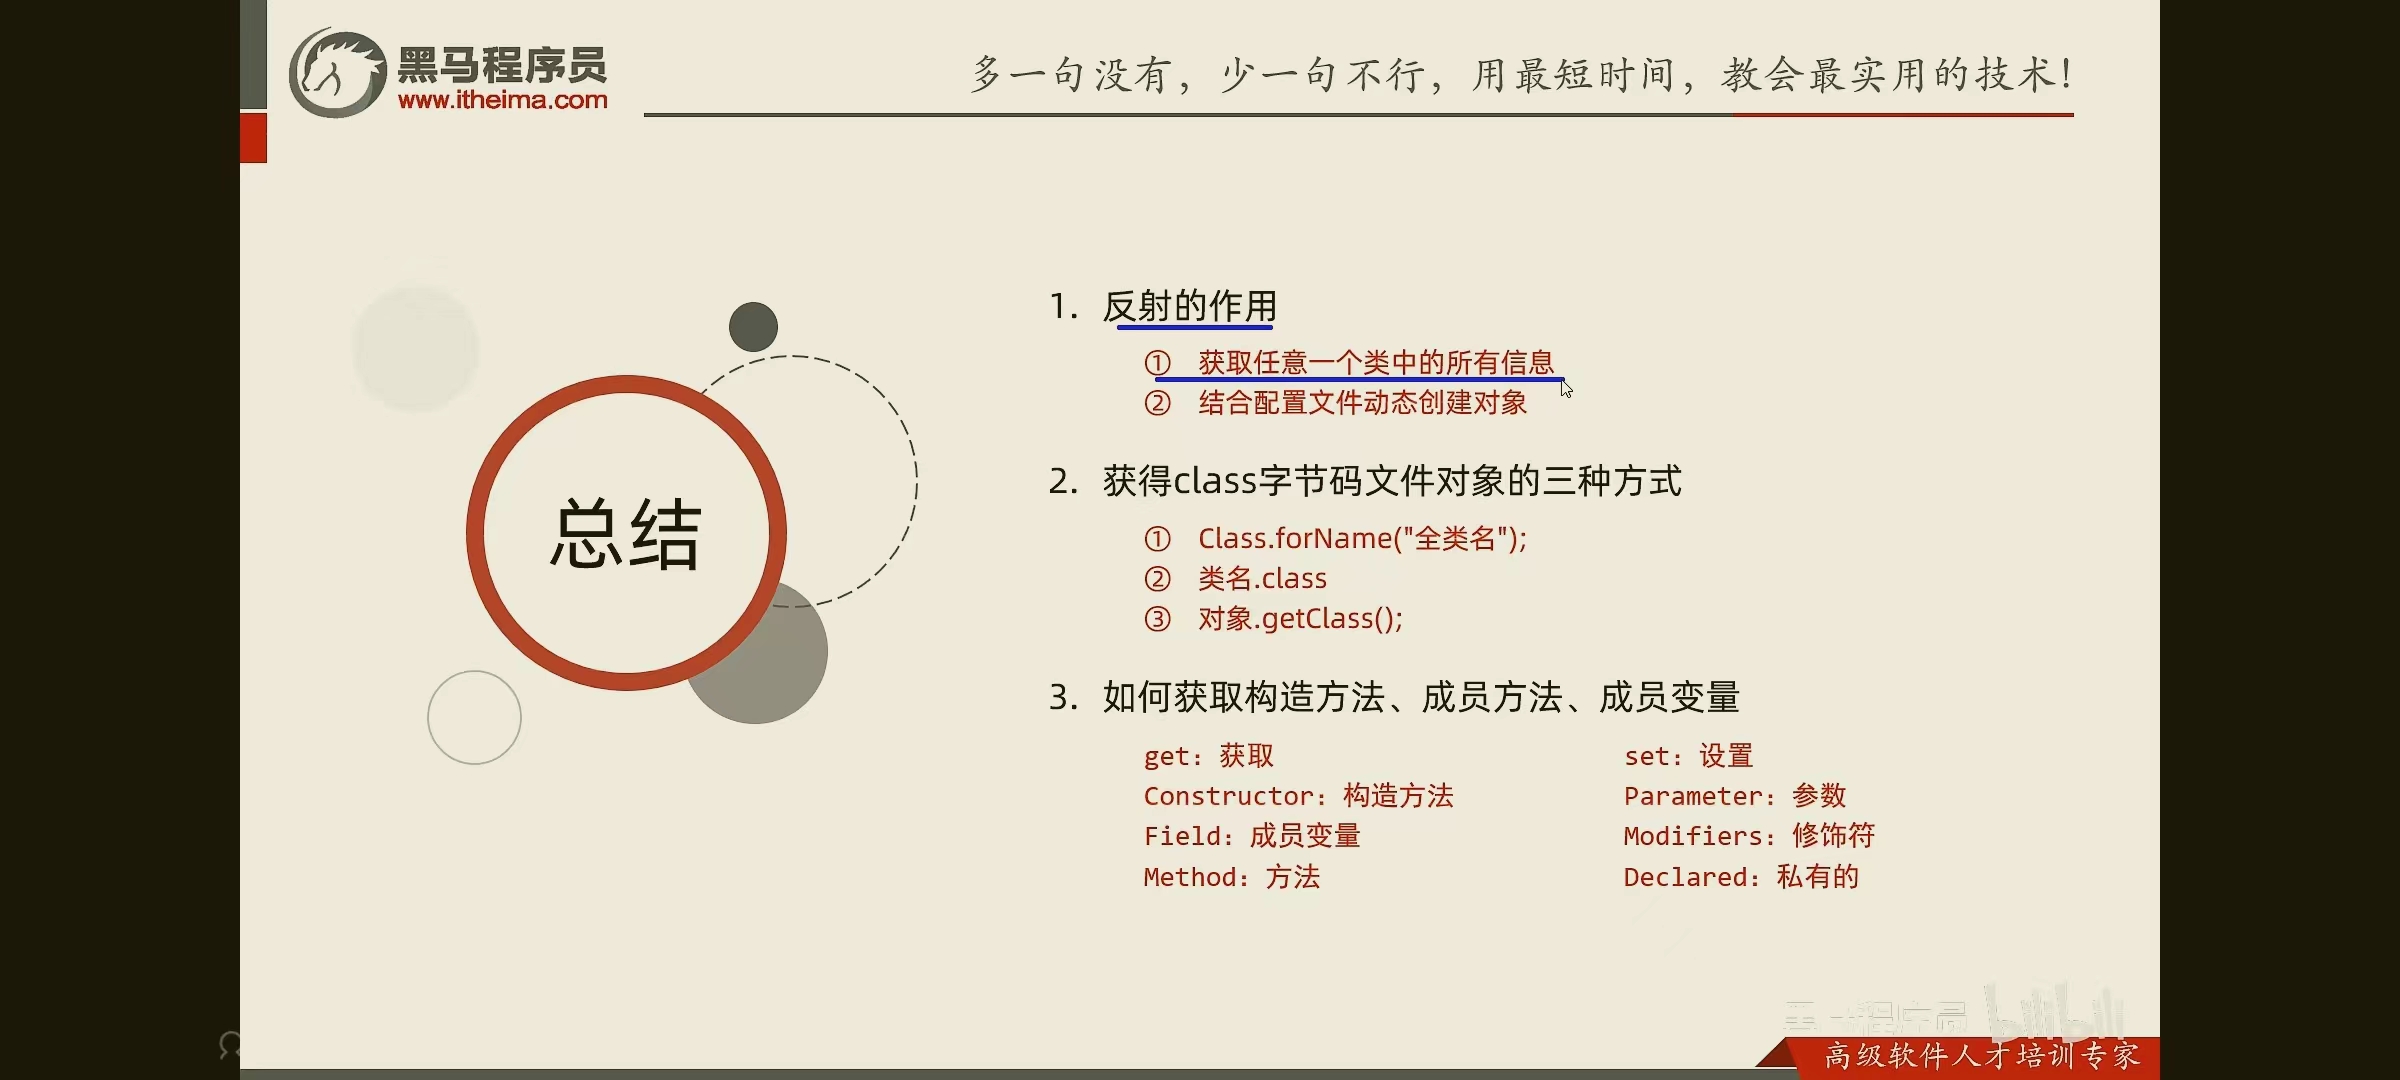 黑马程序员
www.itheima.com
多一句没有，少一句不行，用最短时间，教会最实用的技术！
总结
1. 反射的作用
① 获取任意一个类中的所有信息
② 结合配置文件动态创建对象
2. 获得class字节码文件对象的三种方式
① Class.forName("全类名");
② 类名.class
③ 对象.getClass();
3. 如何获取构造方法、成员方法、成员变量
get：获取 set：设置
Constructor：构造方法 Parameter：参数
Field：成员变量 Modifiers：修饰符
Method：方法 Declared：私有的
黑马程序员 bilibili
高级软件人才培训专家